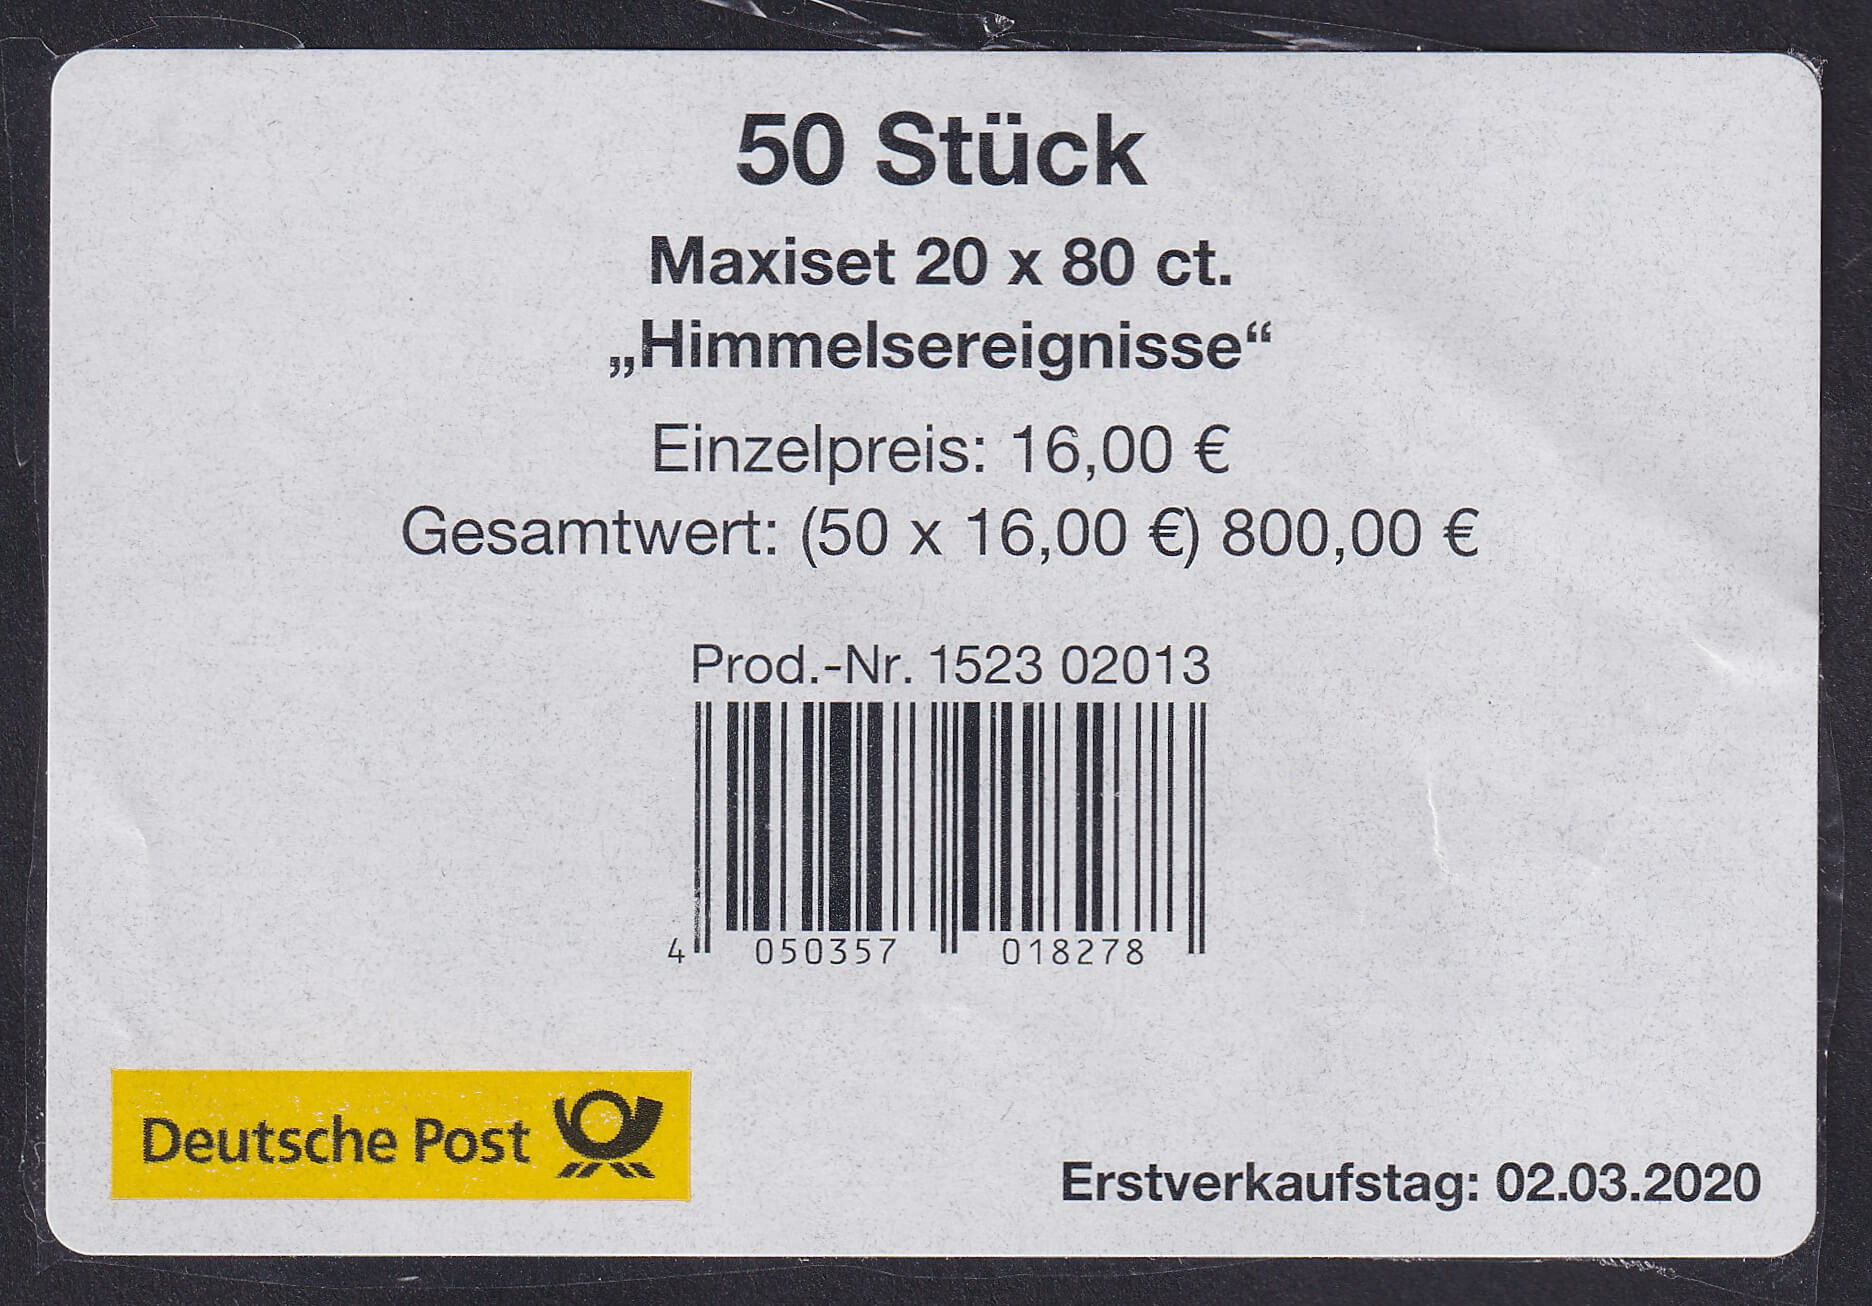 50 Stück
Maxiset 20 x 80 ct.
„Himmelsereignisse“
Einzelpreis: 16,00 €
Gesamtwert: (50 x 16,00 €) 800,00 €
Prod.-Nr. 1523 02013
4 050357 018278
Deutsche Post
Erstverkaufstag: 02.03.2020